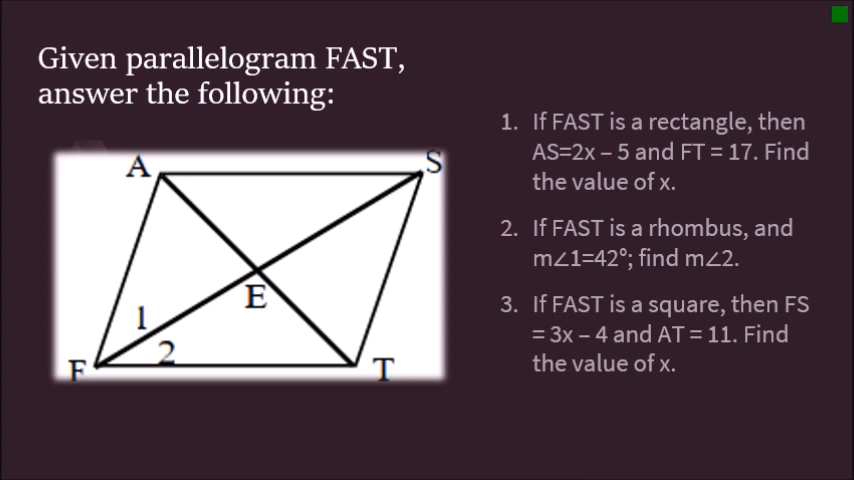 Given parallelogram FAST,
answer the following:
A
S
E
1
2
F
T
1. If FAST is a rectangle, then
AS=2x – 5 and FT = 17. Find
the value of x.
2. If FAST is a rhombus, and
m∠1=42°; find m∠2.
3. If FAST is a square, then FS
= 3x – 4 and AT = 11. Find
the value of x.